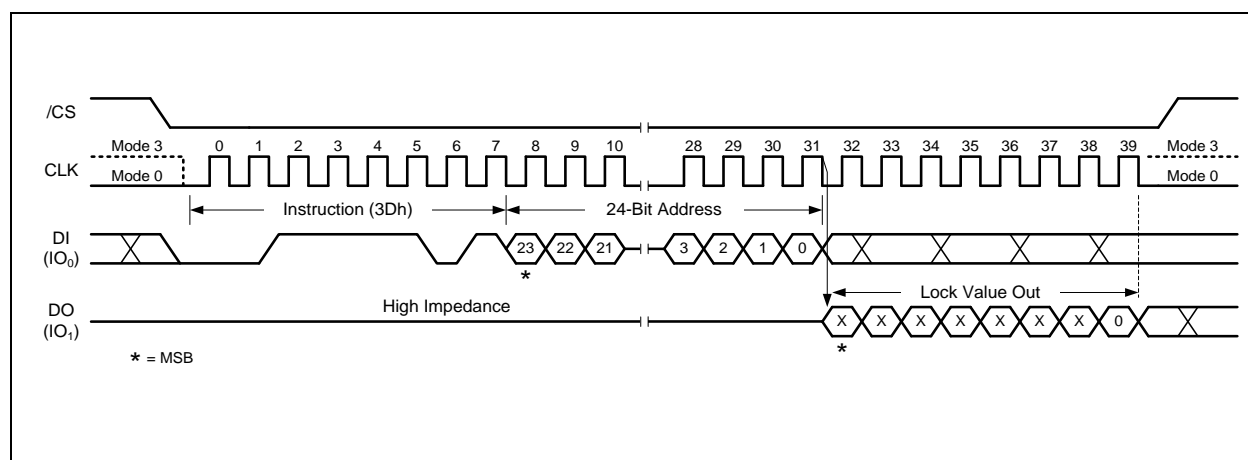 /CS
Mode 3 0 1 2 3 4 5 6 7 8 9 10 28 29 30 31 32 33 34 35 36 37 38 39 Mode 3
CLK
Mode 0 Mode 0
Instruction (3Dh) 24-Bit Address
DI
(IO0)
23 22 21 3 2 1 0
*
High Impedance Lock Value Out
DO
(IO1)
X X X X X X X 0
*
* = MSB